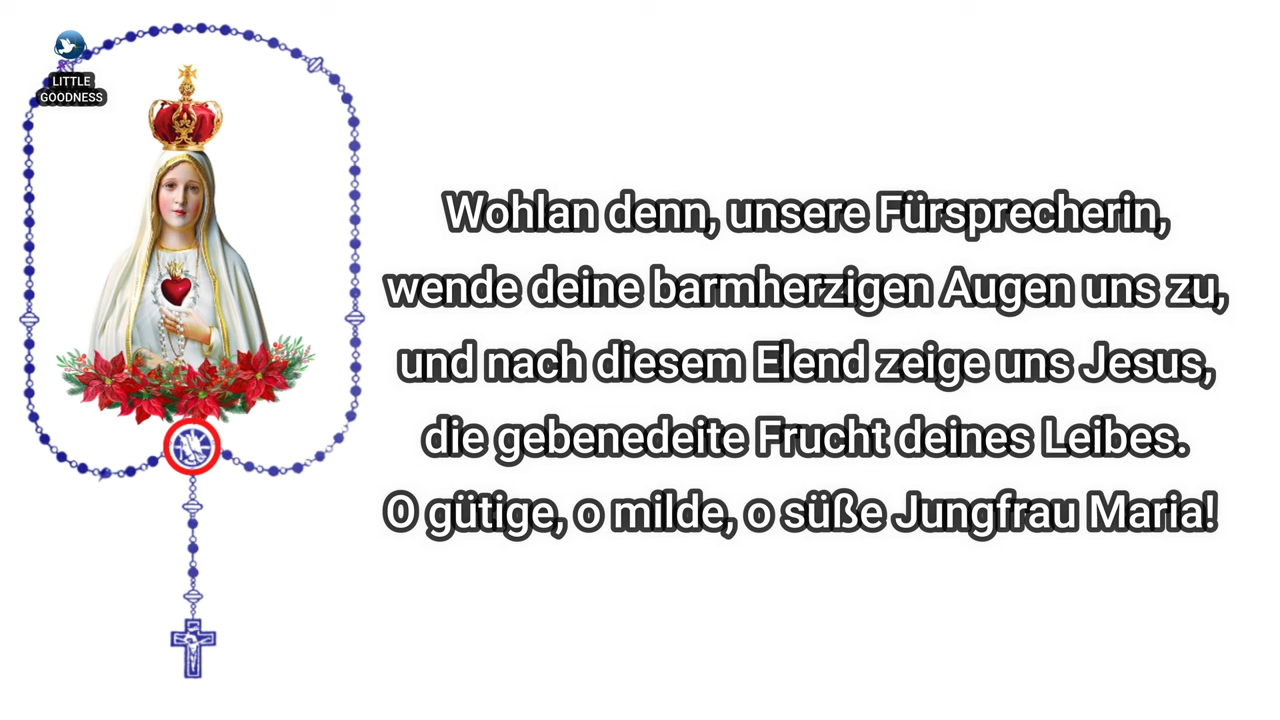 LITTLE
GOODNESS
Wohlan denn, unsere Fürsprecherin,
wende deine barmherzigen Augen uns zu,
und nach diesem Elend zeige uns Jesus,
die gebenedeite Frucht deines Leibes.
O gütige, o milde, o süße Jungfrau Maria!